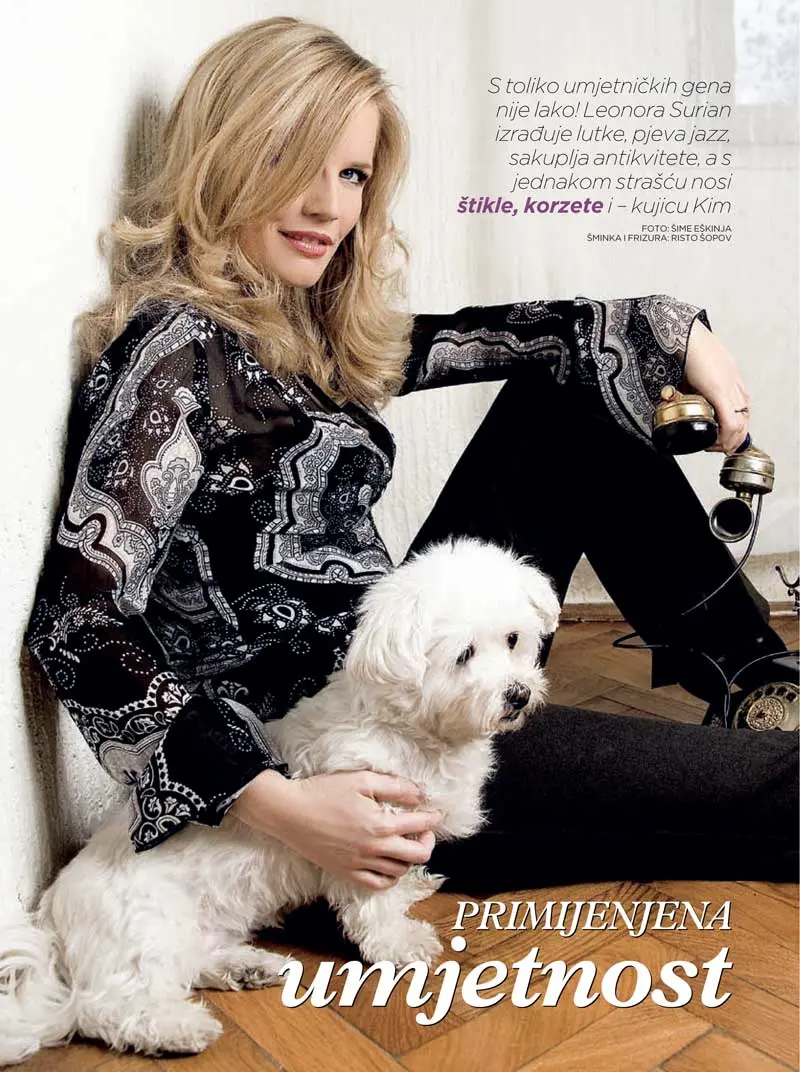 S toliko umjetničkih gena
nije lako! Leonora Surian
izrađuje lutke, pjeva jazz,
sakuplja antikvitete, a s
jednakom strašću nosi
štikle, korzete i – kujicu Kim
FOTO: ŠIME EŠKINJA
ŠMINKA I FRIZURA: RISTO ŠOPOV
PRIMIJENJENA
umjetnost